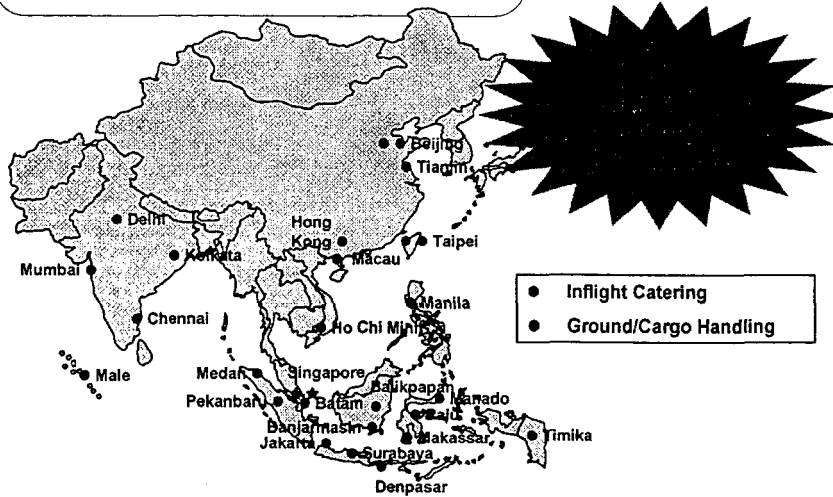 Beijing
Tianjin
Delhi
Hong
Kong
Taipei
Kolkata
Macau
Mumbai
Manila
Inflight Catering
Chennai
Ho Chi Minh
Ground/Cargo Handling
Male
Medan
Singapore
Balikpapan
Manado
Pekanbaru
Batam
Palu
Banjarmasin
Jakarta
Makassar
Timika
Surabaya
Denpasar